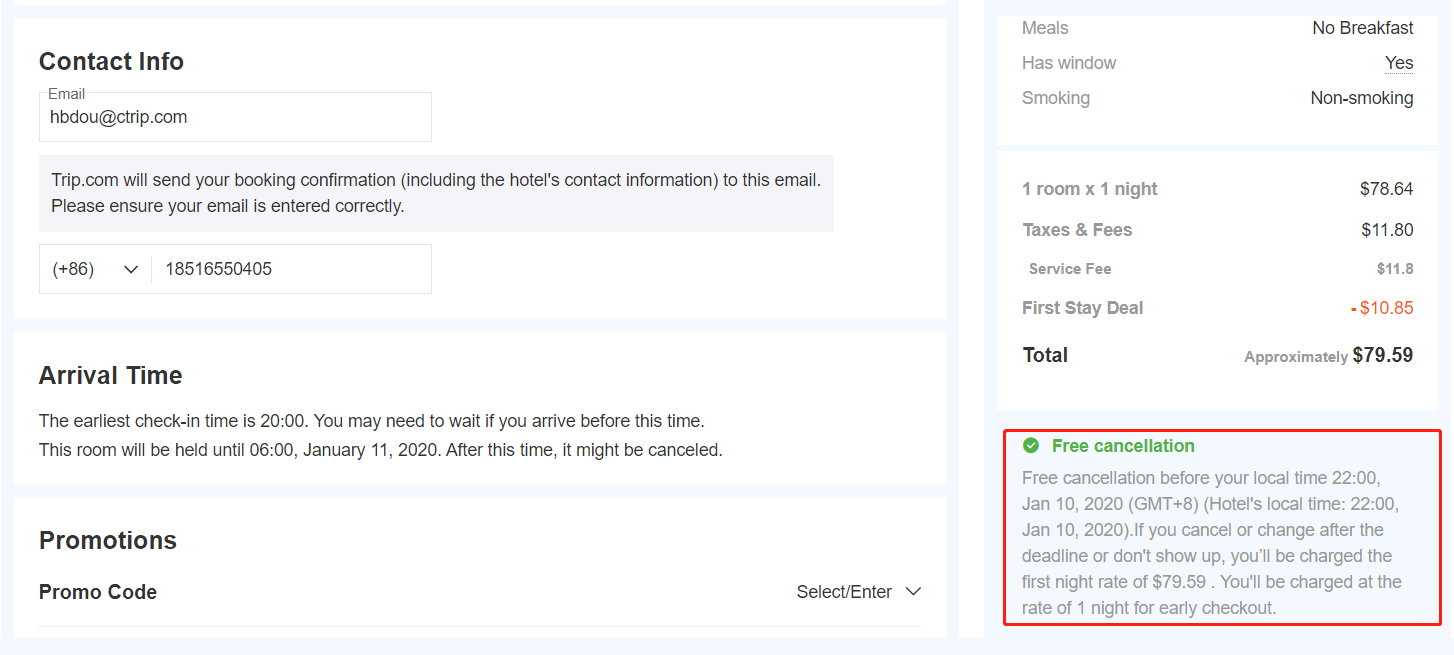 Contact Info
Email
hbdou@ctrip.com
Trip.com will send your booking confirmation (including the hotel's contact information) to this email.
Please ensure your email is entered correctly.
(+86) 18516550405
Arrival Time
The earliest check-in time is 20:00. You may need to wait if you arrive before this time.
This room will be held until 06:00, January 11, 2020. After this time, it might be canceled.
Promotions
Promo Code Select/Enter
Meals No Breakfast
Has window Yes
Smoking Non-smoking
1 room x 1 night $78.64
Taxes & Fees $11.80
Service Fee $11.8
First Stay Deal - $10.85
Total Approximately $79.59
Free cancellation
Free cancellation before your local time 22:00,
Jan 10, 2020 (GMT+8) (Hotel's local time: 22:00,
Jan 10, 2020).If you cancel or change after the
deadline or don't show up, you’ll be charged the
first night rate of $79.59 . You'll be charged at the
rate of 1 night for early checkout.